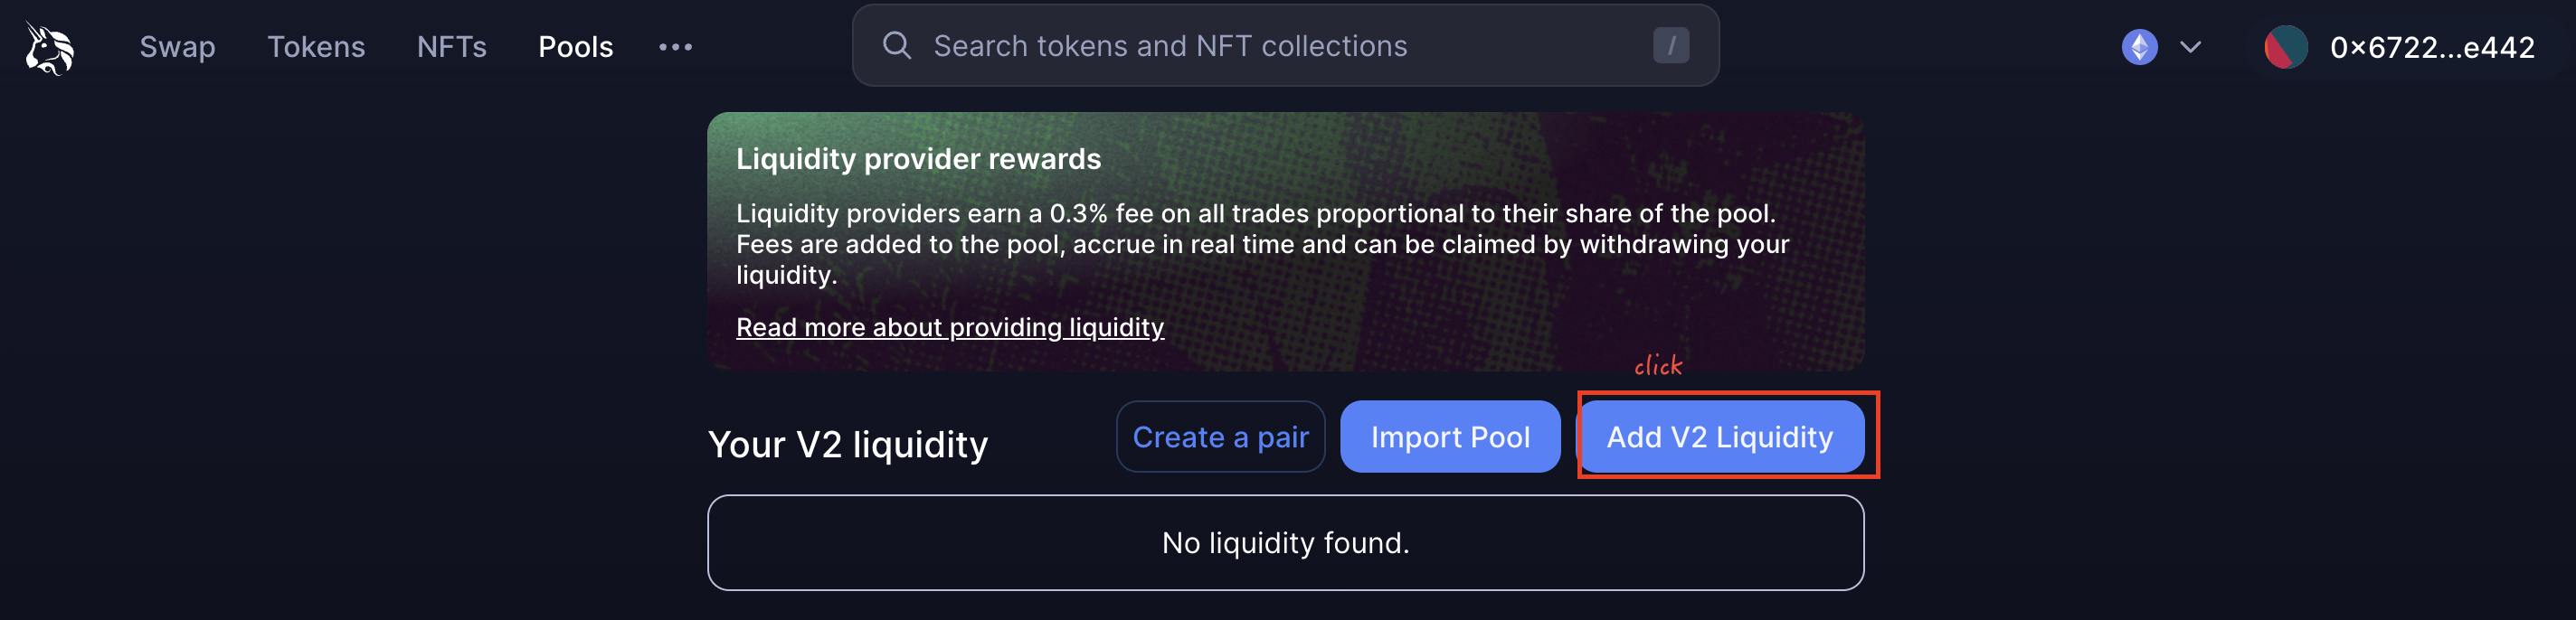 Swap Tokens NFTs Pools ••• Search tokens and NFT collections / 0x6722...e442
Liquidity provider rewards
Liquidity providers earn a 0.3% fee on all trades proportional to their share of the pool.
Fees are added to the pool, accrue in real time and can be claimed by withdrawing your
liquidity.
Read more about providing liquidity
click
Your V2 liquidity Create a pair Import Pool Add V2 Liquidity
No liquidity found.